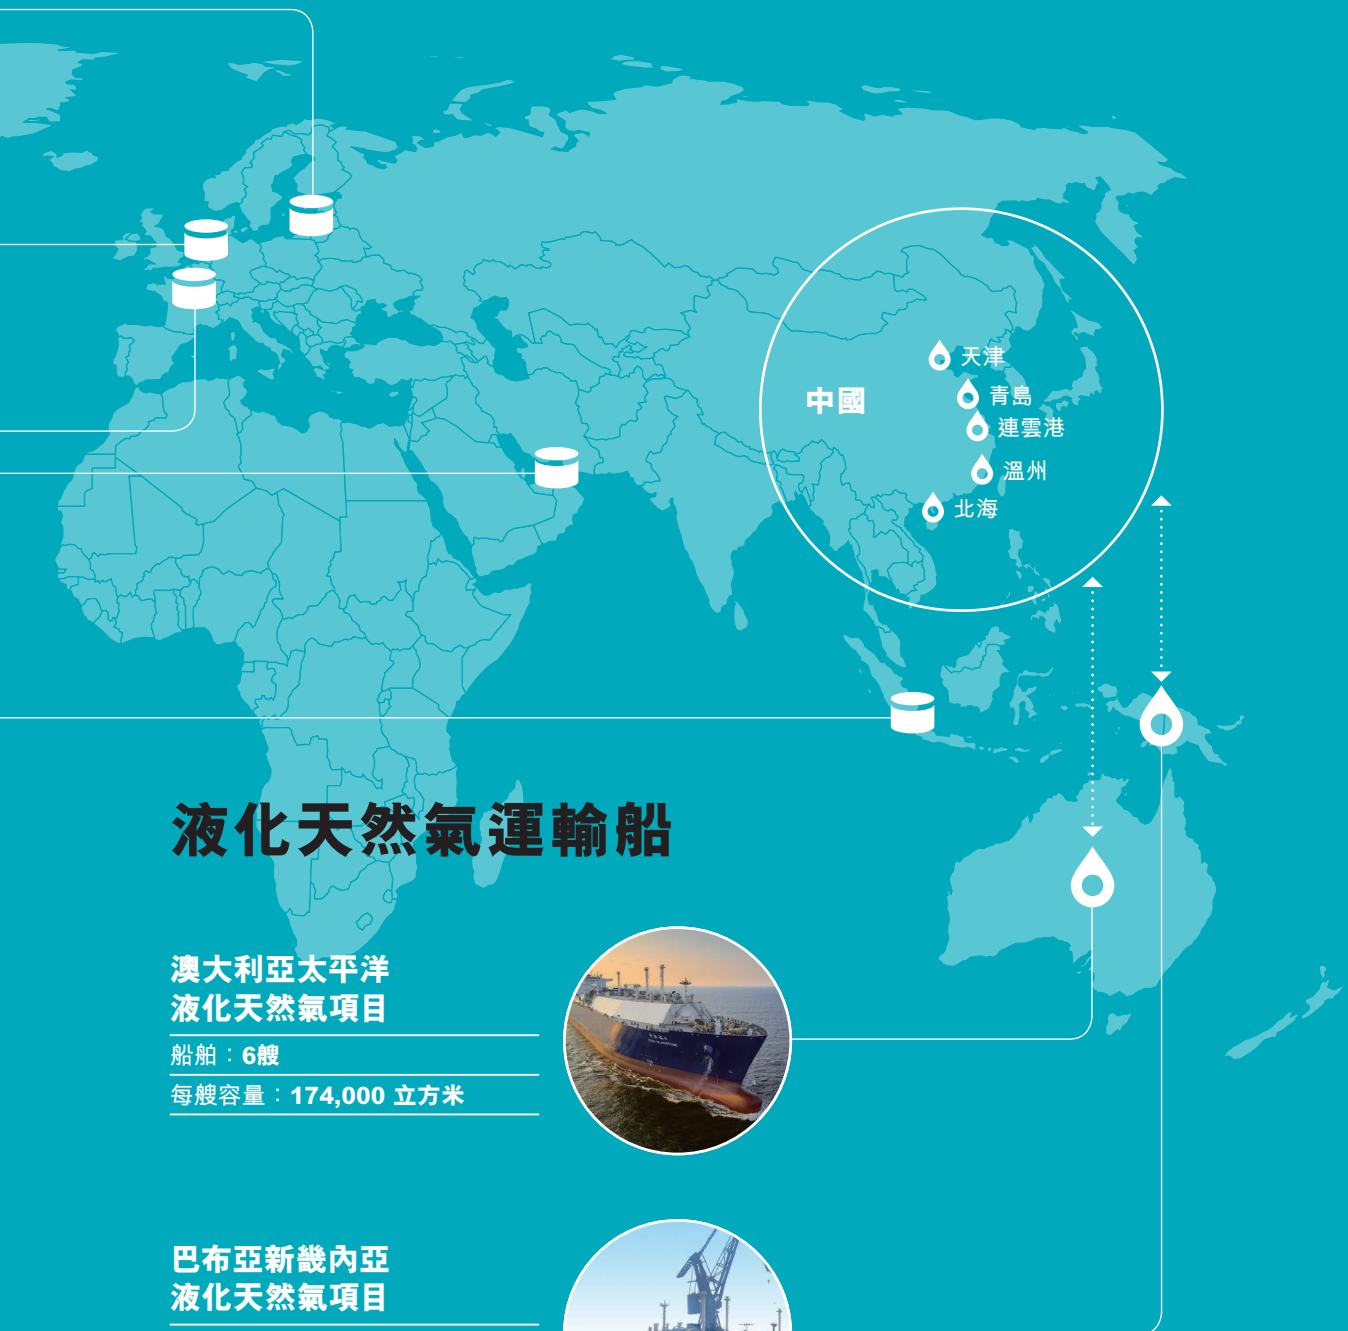 天津
中國
青島
連雲港
溫州
北海
液化天然氣運輸船
澳大利亞太平洋
液化天然氣項目
船舶：6艘
每艘容量：174,000 立方米
巴布亞新畿內亞
液化天然氣項目